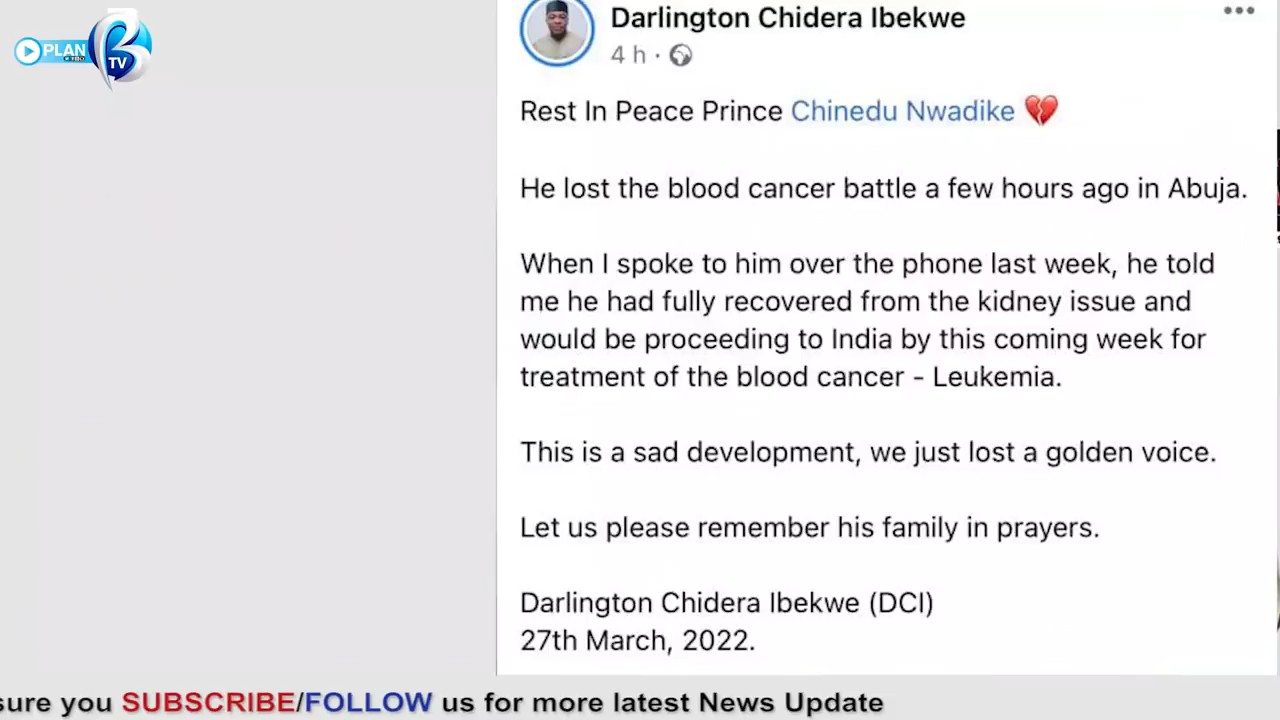 PLAN
B
TV
Darlington Chidera Ibekwe
4 h ·
Rest In Peace Prince Chinedu Nwadike 💔
He lost the blood cancer battle a few hours ago in Abuja.
When I spoke to him over the phone last week, he told
me he had fully recovered from the kidney issue and
would be proceeding to India by this coming week for
treatment of the blood cancer - Leukemia.
This is a sad development, we just lost a golden voice.
Let us please remember his family in prayers.
Darlington Chidera Ibekwe (DCI)
27th March, 2022.
sure you SUBSCRIBE/FOLLOW us for more latest News Update